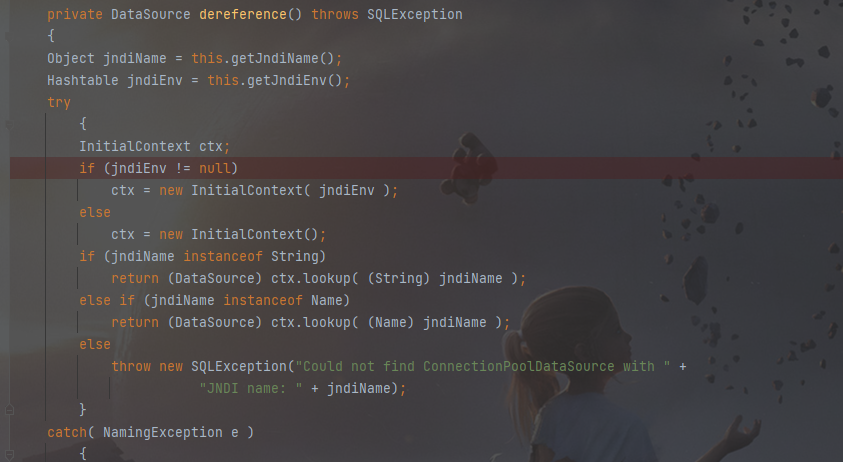 private DataSource dereference() throws SQLException
{
Object jndiName = this.getJndiName();
Hashtable jndiEnv = this.getJndiEnv();
try
{
InitialContext ctx;
if (jndiEnv != null)
ctx = new InitialContext( jndiEnv );
else
ctx = new InitialContext();
if (jndiName instanceof String)
return (DataSource) ctx.lookup( (String) jndiName );
else if (jndiName instanceof Name)
return (DataSource) ctx.lookup( (Name) jndiName );
else
throw new SQLException("Could not find ConnectionPoolDataSource with " +
"JNDI name: " + jndiName);
}
catch( NamingException e )
{